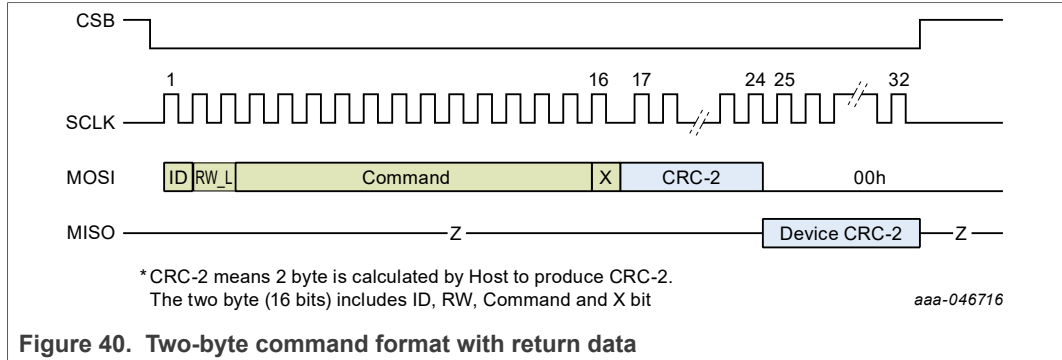 CSB
1 16 17 24 25 32
SCLK
MOSI ID RW_L Command X CRC-2 00h
MISO Z Device CRC-2 Z
* CRC-2 means 2 byte is calculated by Host to produce CRC-2.
The two byte (16 bits) includes ID, RW, Command and X bit
aaa-046716
Figure 40. Two-byte command format with return data